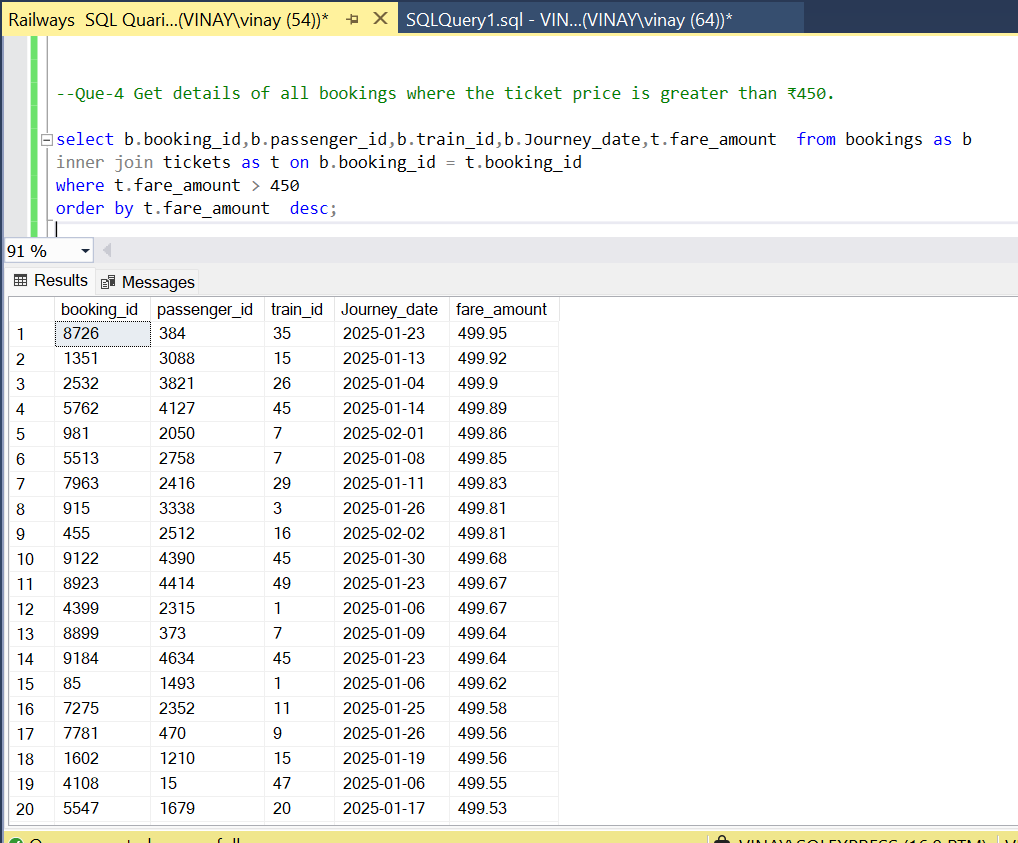 Railways SQL Quari...(VINAY\vinay (54))*
SQLQuery1.sql - VIN...(VINAY\vinay (64))*
--Que-4 Get details of all bookings where the ticket price is greater than ₹450.
select b.booking_id,b.passenger_id,b.train_id,b.Journey_date,t.fare_amount  from bookings as b
inner join tickets as t on b.booking_id = t.booking_id
where t.fare_amount > 450
order by t.fare_amount  desc;
91 %
Results Messages
booking_id passenger_id train_id Journey_date fare_amount
1 8726 384 35 2025-01-23 499.95
2 1351 3088 15 2025-01-13 499.92
3 2532 3821 26 2025-01-04 499.9
4 5762 4127 45 2025-01-14 499.89
5 981 2050 7 2025-02-01 499.86
6 5513 2758 7 2025-01-08 499.85
7 7963 2416 29 2025-01-11 499.83
8 915 3338 3 2025-01-26 499.81
9 455 2512 16 2025-02-02 499.81
10 9122 4390 45 2025-01-30 499.68
11 8923 4414 49 2025-01-23 499.67
12 4399 2315 1 2025-01-06 499.67
13 8899 373 7 2025-01-09 499.64
14 9184 4634 45 2025-01-23 499.64
15 85 1493 1 2025-01-06 499.62
16 7275 2352 11 2025-01-25 499.58
17 7781 470 9 2025-01-26 499.56
18 1602 1210 15 2025-01-19 499.56
19 4108 15 47 2025-01-06 499.55
20 5547 1679 20 2025-01-17 499.53